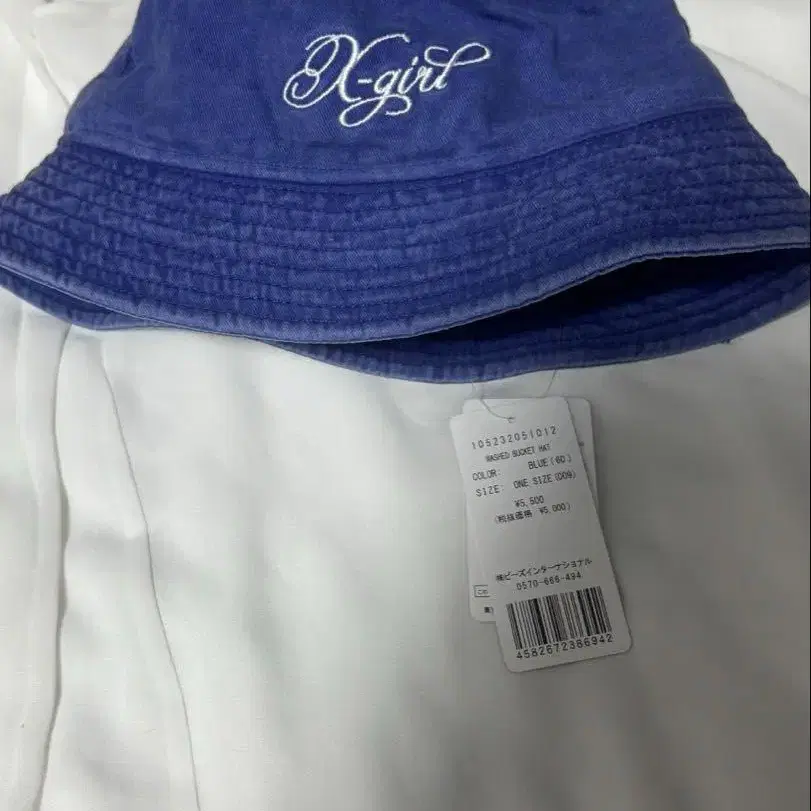 X-girl
105232051012
WASHED BUCKET HAT
COLOR: BLUE(60)
SIZE: ONE SIZE(009)
¥5,500
(税抜価格 ¥5,000)
㈱ビーズインターナショナル
0570-666-494
4582672386942